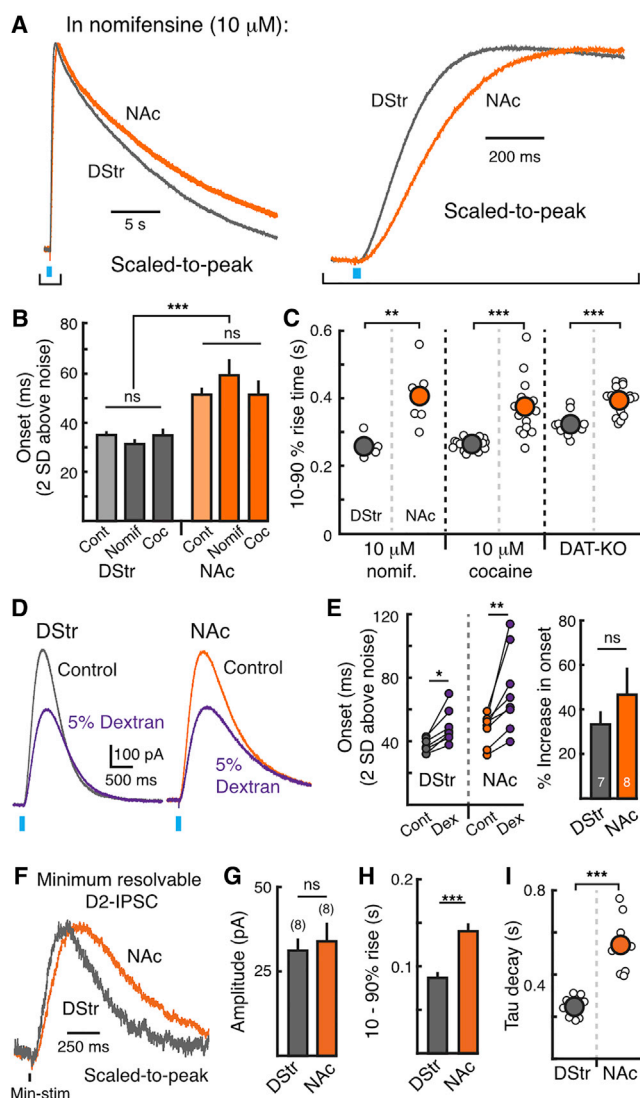 A
In nomifensine (10 μM):
NAc
DStr
5 s
Scaled-to-peak
DStr
NAc
200 ms
Scaled-to-peak
B
Onset (ms)
(2 SD above noise)
80
60
40
20
0
***
ns
ns
Cont
Nomif
Coc
Cont
Nomif
Coc
DStr
NAc
C
10-90 % rise time (s)
0.6
0.4
0.2
0
**
***
***
DStr
NAc
10 μM
nomif.
10 μM
cocaine
DAT-KO
D
DStr
NAc
Control
Control
5% Dextran
5%
Dextran
100 pA
500 ms
E
Onset (ms)
(2 SD above noise)
120
80
40
*
**
DStr
NAc
Cont
Dex
Cont
Dex
% Increase in onset
80
60
40
20
0
ns
7
8
DStr
NAc
F
Minimum resolvable
D2-IPSC
NAc
DStr
250 ms
Scaled-to-peak
Min-stim
G
Amplitude (pA)
50
25
ns
(8)
(8)
DStr
NAc
H
10 - 90% rise (s)
0.2
0.1
0
***
DStr
NAc
I
Tau decay (s)
0.8
0.4
0
***
DStr
NAc